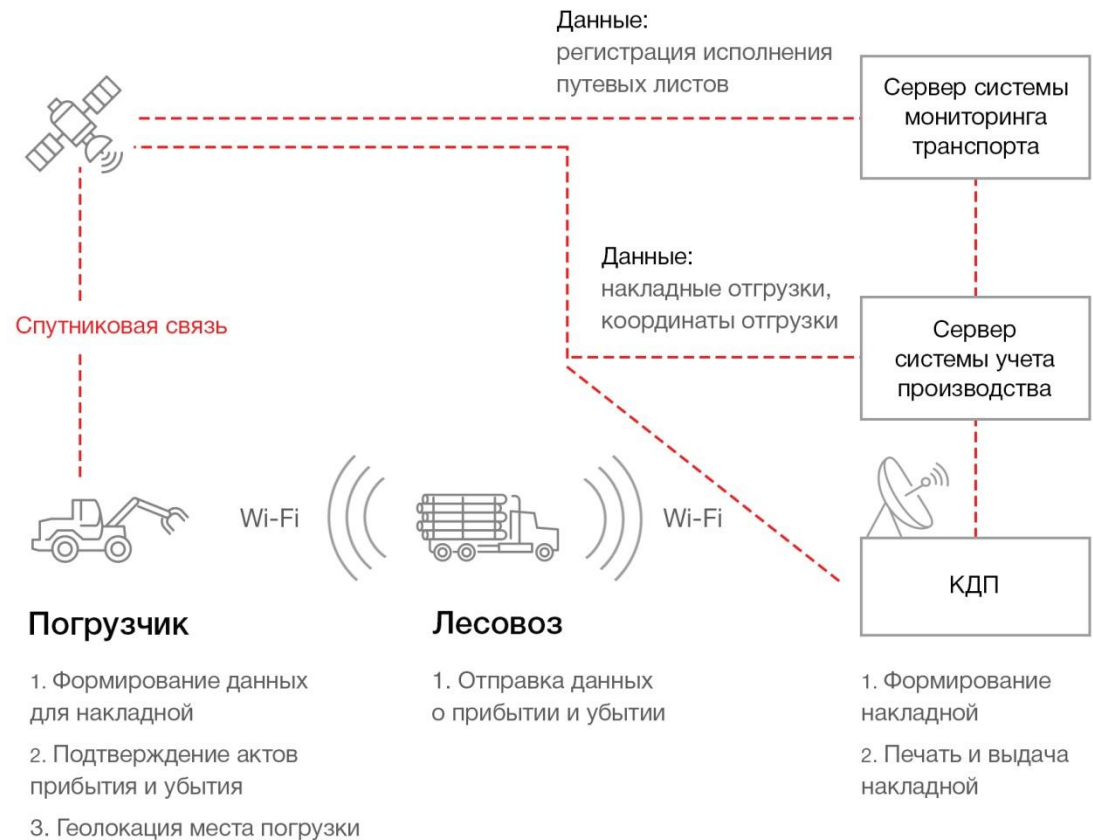 Данные:
регистрация исполнения
путевых листов
Сервер системы
мониторинга
транспорта
Данные:
накладные отгрузки,
координаты отгрузки
Спутниковая связь
Сервер
системы учета
производства
Wi-Fi
Wi-Fi
КДП
Погрузчик
1. Формирование данных
для накладной
2. Подтверждение актов
прибытия и убытия
3. Геолокация места погрузки
Лесовоз
1. Отправка данных
о прибытии и убытии
1. Формирование
накладной
2. Печать и выдача
накладной